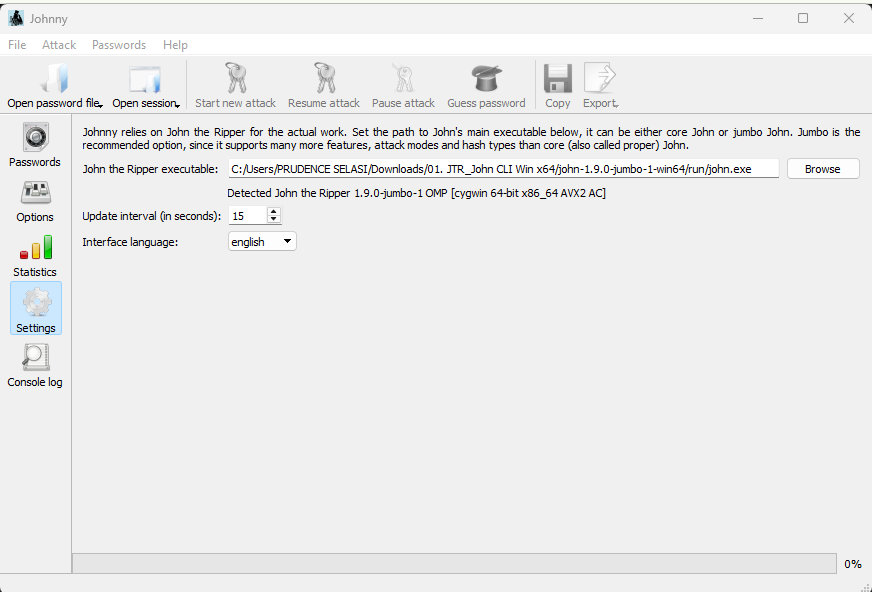 Johnny
File Attack Passwords Help
Open password file Open session Start new attack Resume attack Pause attack Guess password Copy Export
Passwords
Options
Statistics
Settings
Console log
Johnny relies on John the Ripper for the actual work. Set the path to John's main executable below, it can be either core John or jumbo John. Jumbo is the
recommended option, since it supports many more features, attack modes and hash types than core (also called proper) John.
John the Ripper executable: C:/Users/PRUDENCE SELASI/Downloads/01. JTR_John CLI Win x64/john-1.9.0-jumbo-1-win64/run/john.exe Browse
Detected John the Ripper 1.9.0-jumbo-1 OMP [cygwin 64-bit x86_64 AVX2 AC]
Update interval (in seconds): 15
Interface language: english
0%